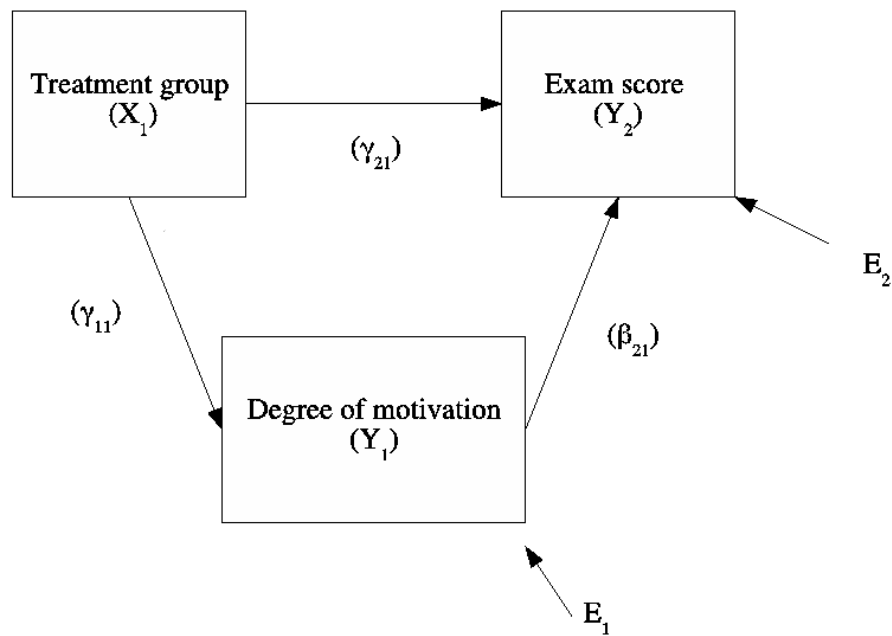 Treatment group
(X₁)
Exam score
(Y₂)
(γ₂₁)
E₂
(γ₁₁)
(β₂₁)
Degree of motivation
(Y₁)
E₁